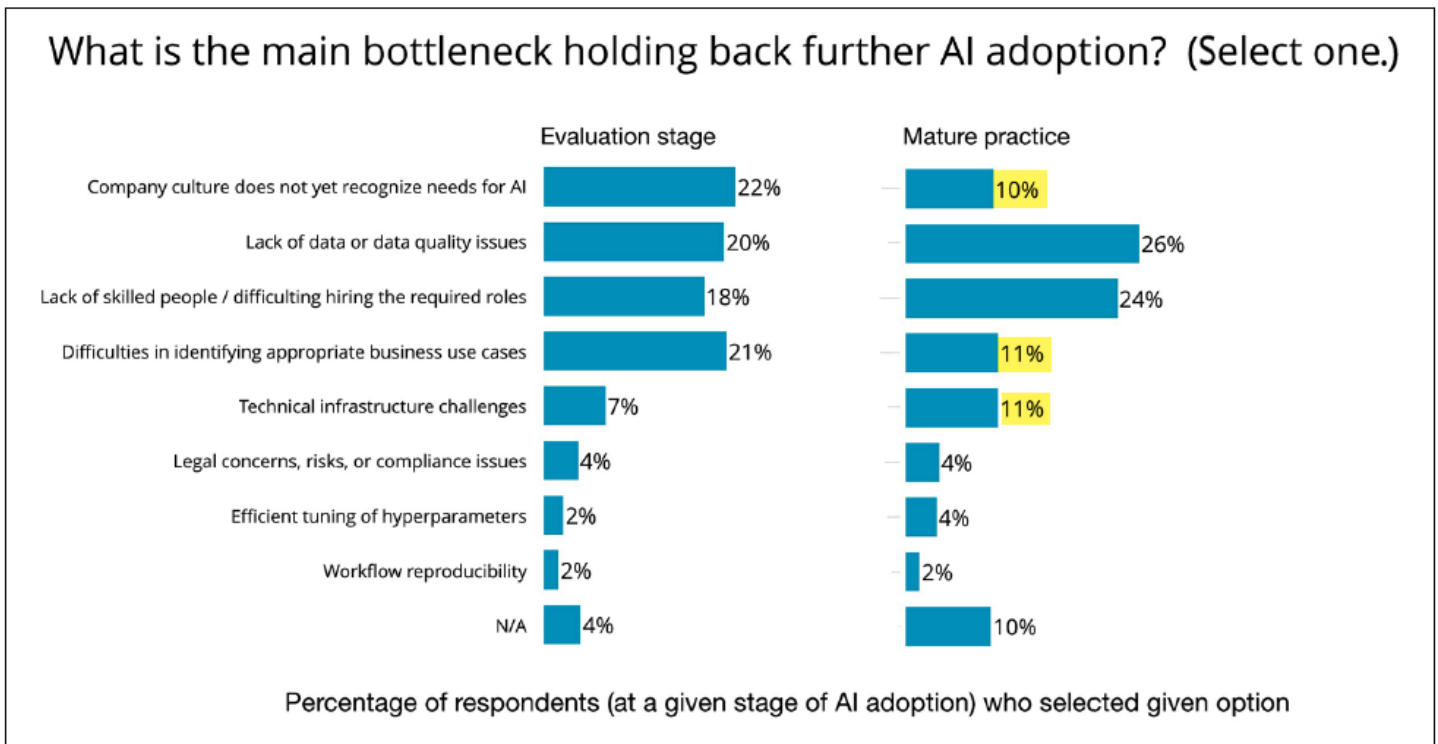 What is the main bottleneck holding back further AI adoption? (Select one.)
Evaluation stage Mature practice
Company culture does not yet recognize needs for AI 22% 10%
Lack of data or data quality issues 20% 26%
Lack of skilled people / difficulting hiring the required roles 18% 24%
Difficulties in identifying appropriate business use cases 21% 11%
Technical infrastructure challenges 7% 11%
Legal concerns, risks, or compliance issues 4% 4%
Efficient tuning of hyperparameters 2% 4%
Workflow reproducibility 2% 2%
N/A 4% 10%
Percentage of respondents (at a given stage of AI adoption) who selected given option